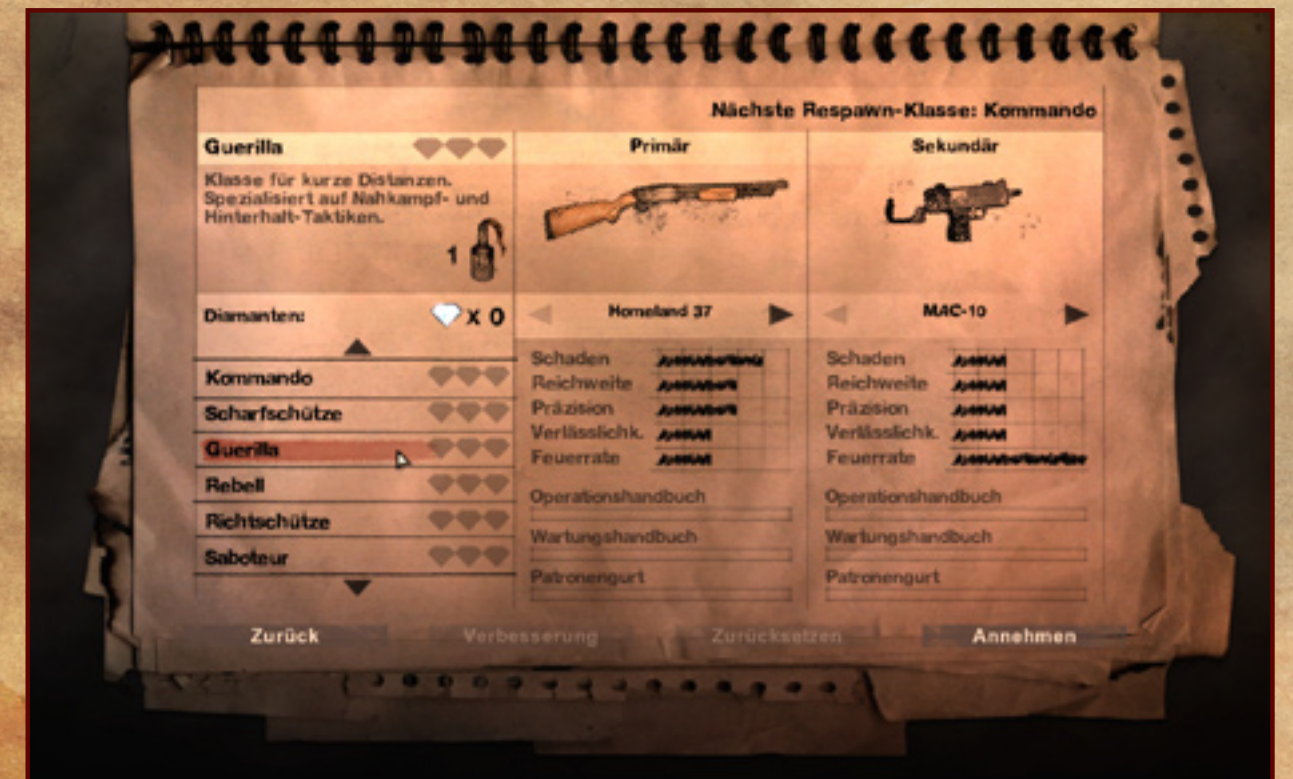 Nächste Respawn-Klasse: Kommando
Guerilla
Klasse für kurze Distanzen.
Spezialisiert auf Nahkampf- und
Hinterhalt-Taktiken.
1
Diamanten: x 0
Kommando
Scharfschütze
Guerilla
Rebell
Richtschütze
Saboteur
Primär
Homeland 37
Schaden
Reichweite
Präzision
Verlässlichk.
Feuerrate
Operationshandbuch
Wartungshandbuch
Patronengurt
Sekundär
MAC-10
Schaden
Reichweite
Präzision
Verlässlichk.
Feuerrate
Operationshandbuch
Wartungshandbuch
Patronengurt
Zurück Verbesserung Zurücksetzen Annehmen